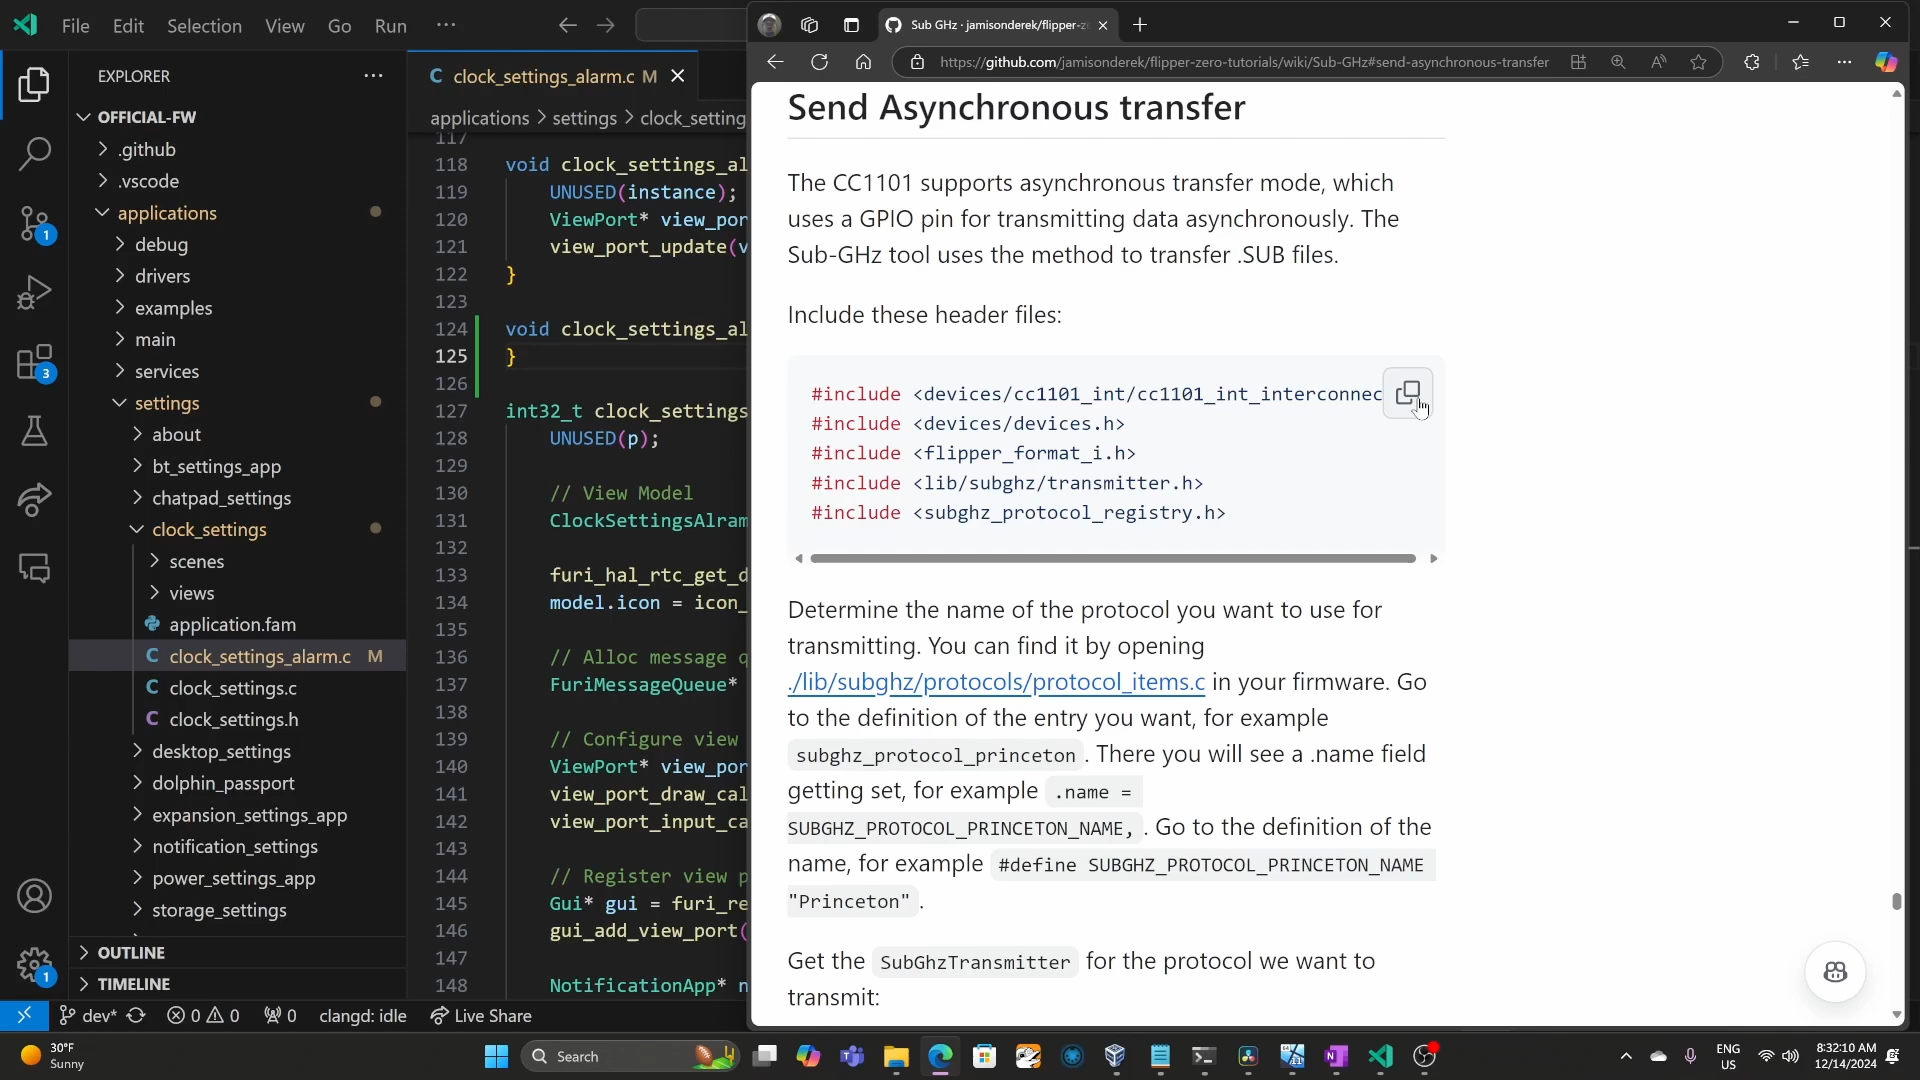 File Edit Selection View Go Run ···
EXPLORER ···
OFFICIAL-FW
.github
.vscode
applications
debug
drivers
examples
main
services
settings
about
bt_settings_app
chatpad_settings
clock_settings
scenes
views
application.fam
C clock_settings_alarm.c M
C clock_settings.c
C clock_settings.h
desktop_settings
dolphin_passport
expansion_settings_app
notification_settings
power_settings_app
storage_settings
OUTLINE
TIMELINE
1
3
1
C clock_settings_alarm.c M
applications > settings > clock_setting
117
118 void clock_settings_al
119 UNUSED(instance);
120 ViewPort* view_por
121 view_port_update(v
122 }
123
124 void clock_settings_al
125 }
126
127 int32_t clock_settings
128 UNUSED(p);
129
130 // View Model
131 ClockSettingsAlram
132
133 furi_hal_rtc_get_d
134 model.icon = icon_
135
136 // Alloc message q
137 FuriMessageQueue*
138
139 // Configure view
140 ViewPort* view_por
141 view_port_draw_cal
142 view_port_input_ca
143
144 // Register view p
145 Gui* gui = furi_re
146 gui_add_view_port(
147
148 NotificationApp* n
dev* 0 0 0 clangd: idle Live Share
Sub GHz · jamisonderek/flipper-ze
https://github.com/jamisonderek/flipper-zero-tutorials/wiki/Sub-GHz#send-asynchronous-transfer
Send Asynchronous transfer
The CC1101 supports asynchronous transfer mode, which
uses a GPIO pin for transmitting data asynchronously. The
Sub-GHz tool uses the method to transfer .SUB files.
Include these header files:
#include <devices/cc1101_int/cc1101_int_interconnec
#include <devices/devices.h>
#include <flipper_format_i.h>
#include <lib/subghz/transmitter.h>
#include <subghz_protocol_registry.h>
Determine the name of the protocol you want to use for
transmitting. You can find it by opening
./lib/subghz/protocols/protocol_items.c in your firmware. Go
to the definition of the entry you want, for example
subghz_protocol_princeton . There you will see a .name field
getting set, for example .name =
SUBGHZ_PROTOCOL_PRINCETON_NAME, . Go to the definition of the
name, for example #define SUBGHZ_PROTOCOL_PRINCETON_NAME
"Princeton" .
Get the SubGhzTransmitter for the protocol we want to
transmit:
30°F
Sunny
Search
ENG
US
8:32:10 AM
12/14/2024